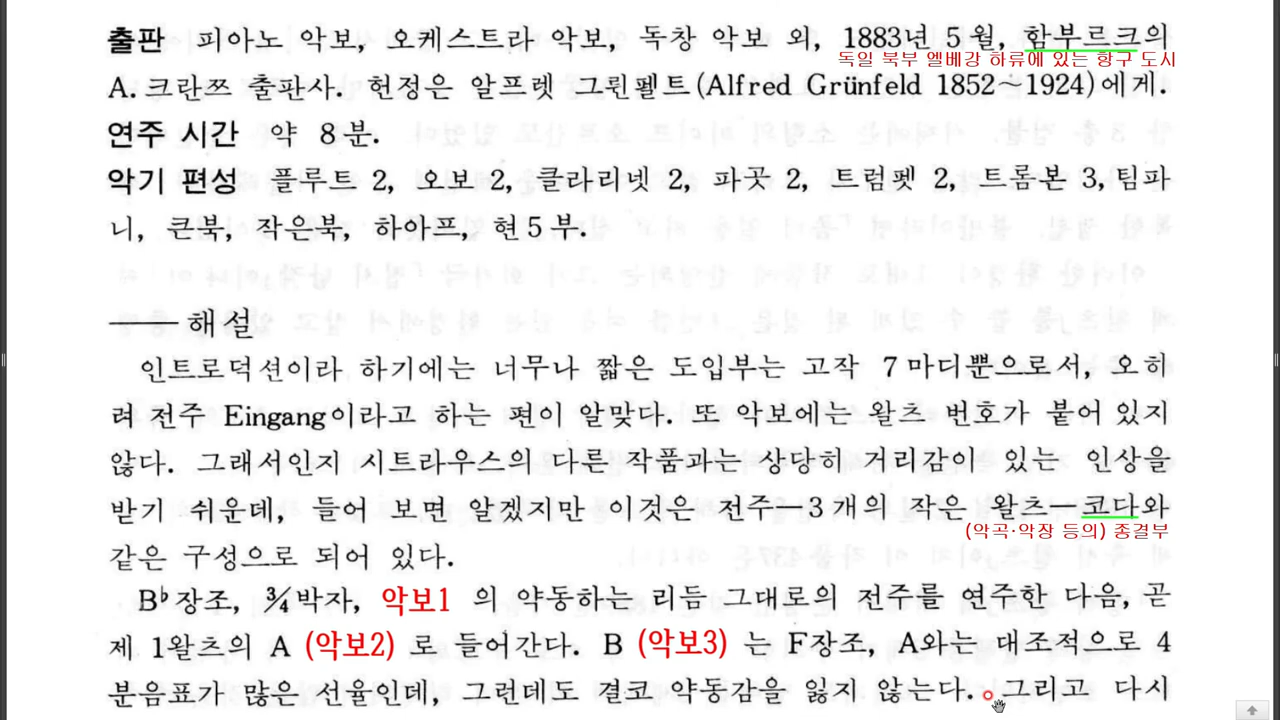 출판 피아노 악보, 오케스트라 악보, 독창 악보 외, 1883년 5월, 함부르크의
독일 북부 엘베강 하류에 있는 항구 도시
A. 크란쯔 출판사. 헌정은 알프렛 그륀펠트(Alfred Grünfeld 1852~1924)에게.
연주 시간 약 8분.
악기 편성 플루트 2, 오보 2, 클라리넷 2, 파곳 2, 트럼펫 2, 트롬본 3, 팀파
니, 큰북, 작은북, 하아프, 현5부.
── 해설
인트로덕션이라 하기에는 너무나 짧은 도입부는 고작 7마디뿐으로서, 오히
려 전주 Eingang이라고 하는 편이 알맞다. 또 악보에는 왈츠 번호가 붙어 있지
않다. 그래서인지 시트라우스의 다른 작품과는 상당히 거리감이 있는 인상을
받기 쉬운데, 들어 보면 알겠지만 이것은 전주―3개의 작은 왈츠―코다와
(악곡·악장 등의) 종결부
같은 구성으로 되어 있다.
B♭장조, ¾박자, 악보1 의 약동하는 리듬 그대로의 전주를 연주한 다음, 곧
제 1왈츠의 A (악보2) 로 들어간다. B (악보3) 는 F장조, A와는 대조적으로 4
분음표가 많은 선율인데, 그런데도 결코 약동감을 잃지 않는다. 그리고 다시